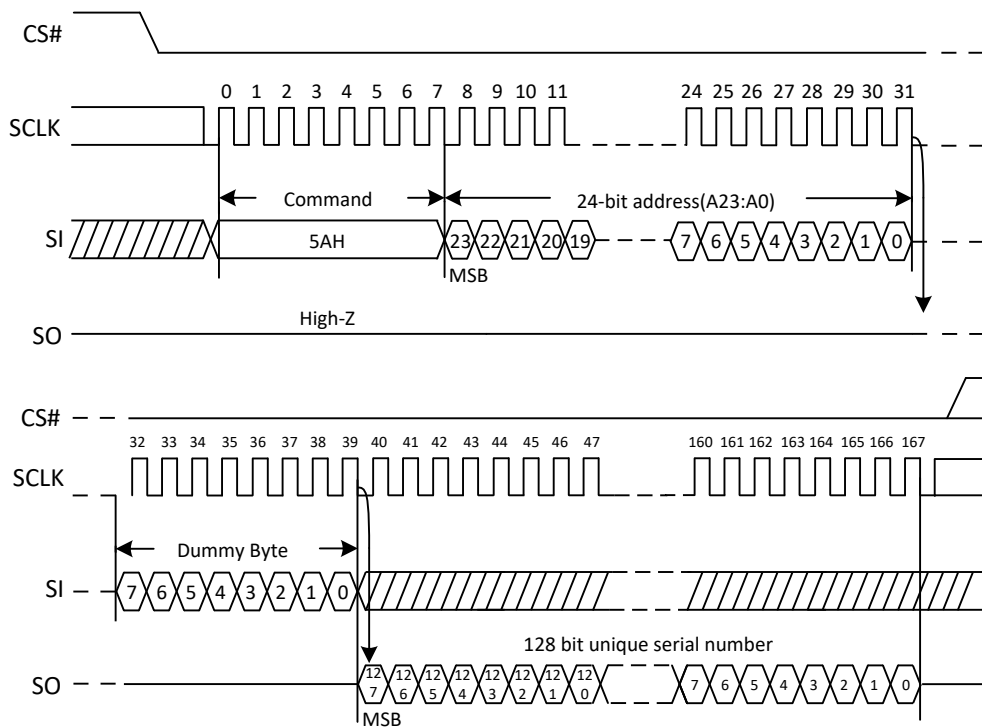 CS#
0 1 2 3 4 5 6 7 8 9 10 11 24 25 26 27 28 29 30 31
SCLK
Command 24-bit address(A23:A0)
SI 5AH 23 22 21 20 19 7 6 5 4 3 2 1 0
MSB
High-Z
SO
CS#
32 33 34 35 36 37 38 39 40 41 42 43 44 45 46 47 160 161 162 163 164 165 166 167
SCLK
Dummy Byte
SI 7 6 5 4 3 2 1 0
128 bit unique serial number
SO 127 126 125 124 123 122 121 120 7 6 5 4 3 2 1 0
MSB